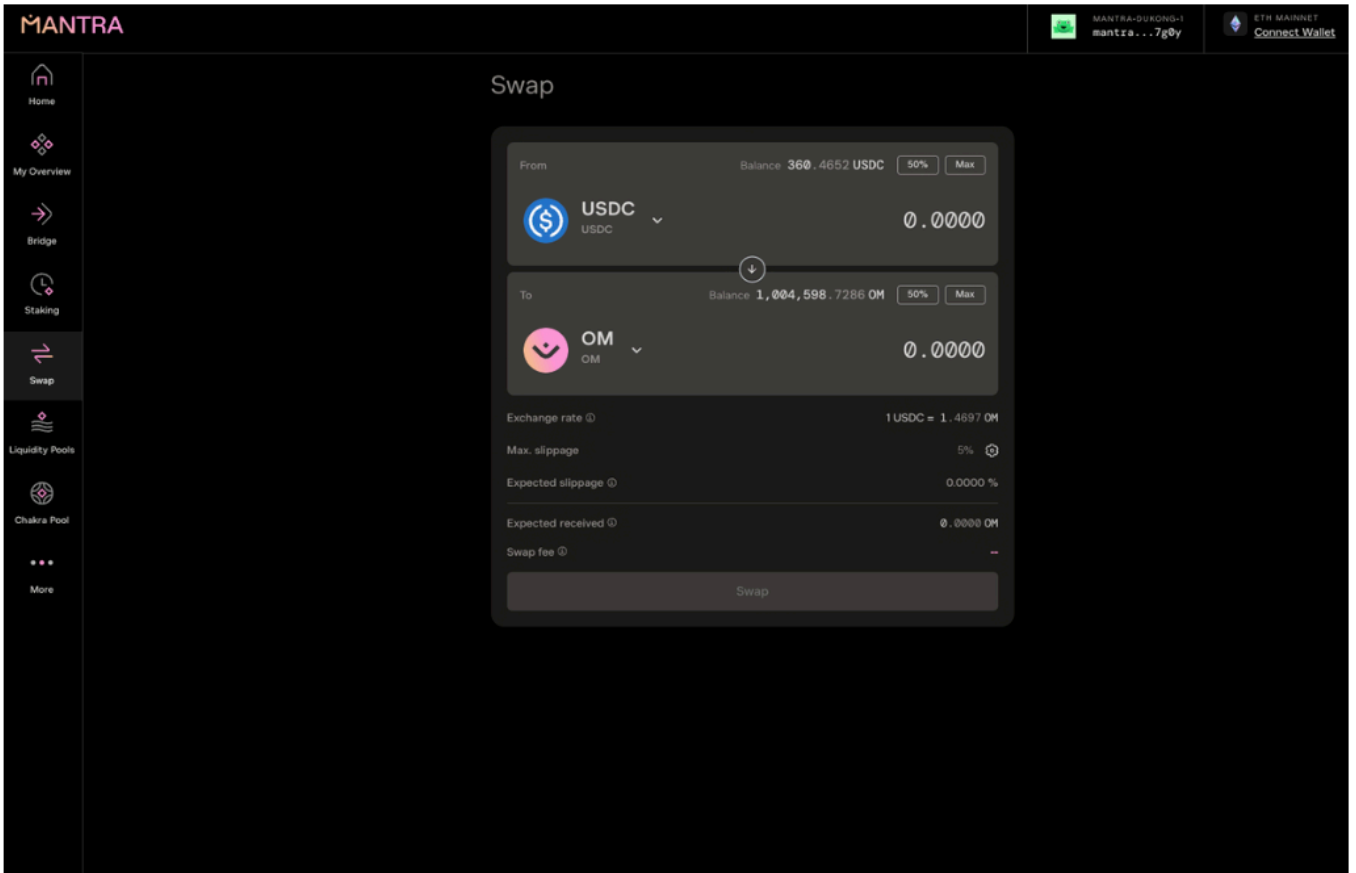 MANTRA
MANTRA-DUKONG-1
mantra...7g0y
ETH MAINNET
Connect Wallet
Home
My Overview
Bridge
Staking
Swap
Liquidity Pools
Chakra Pool
More
Swap
From
Balance 360.4652 USDC 50% Max
USDC
USDC
0.0000
To
Balance 1,004,598.7286 OM 50% Max
OM
OM
0.0000
Exchange rate 1 USDC = 1.4697 OM
Max. slippage 5%
Expected slippage 0.0000 %
Expected received 0.0000 OM
Swap fee –
Swap